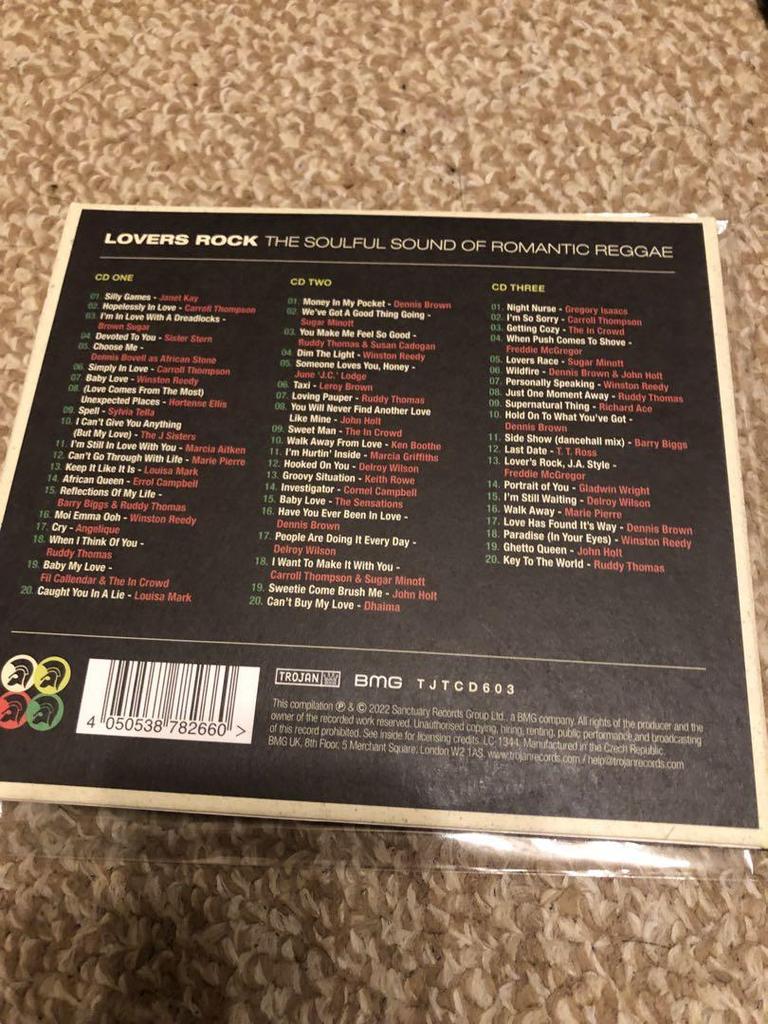 LOVERS ROCK THE SOULFUL SOUND OF ROMANTIC REGGAE
CD ONE
01. Silly Games - Janet Kay
02. Hopelessly In Love - Carroll Thompson
03. I'm In Love With A Dreadlocks -
Brown Sugar
04. Devoted To You - Sister Stern
05. Choose Me -
Dennis Bovell as African Stone
06. Simply In Love - Carroll Thompson
07. Baby Love - Winston Reedy
08. (Love Comes From The Most)
Unexpected Places - Hortense Ellis
09. Spell - Sylvia Tella
10. I Can't Give You Anything
(But My Love) - The J Sisters
11. I'm Still In Love With You - Marcia Aitken
12. Can't Go Through With Life - Marie Pierre
13. Keep It Like It Is - Louisa Mark
14. African Queen - Errol Campbell
15. Reflections Of My Life -
Barry Biggs & Ruddy Thomas
16. Moi Emma Ooh - Winston Reedy
17. Cry - Angelique
18. When I Think Of You -
Ruddy Thomas
19. Baby My Love -
Fil Callendar & The In Crowd
20. Caught You In A Lie - Louisa Mark
CD TWO
01. Money In My Pocket - Dennis Brown
02. We've Got A Good Thing Going -
Sugar Minott
03. You Make Me Feel So Good -
Ruddy Thomas & Susan Cadogan
04. Dim The Light - Winston Reedy
05. Someone Loves You, Honey -
June 'J.C.' Lodge
06. Taxi - Leroy Brown
07. Loving Pauper - Ruddy Thomas
08. You Will Never Find Another Love
Like Mine - John Holt
09. Sweet Man - The In Crowd
10. Walk Away From Love - Ken Boothe
11. I'm Hurtin' Inside - Marcia Griffiths
12. Hooked On You - Delroy Wilson
13. Groovy Situation - Keith Rowe
14. Investigator - Cornel Campbell
15. Baby Love - The Sensations
16. Have You Ever Been In Love -
Dennis Brown
17. People Are Doing It Every Day -
Delroy Wilson
18. I Want To Make It With You -
Carroll Thompson & Sugar Minott
19. Sweetie Come Brush Me - John Holt
20. Can't Buy My Love - Dhaima
CD THREE
01. Night Nurse - Gregory Isaacs
02. I'm So Sorry - Carroll Thompson
03. Getting Cozy - The In Crowd
04. When Push Comes To Shove -
Freddie McGregor
05. Lovers Race - Sugar Minott
06. Wildfire - Dennis Brown & John Holt
07. Personally Speaking - Winston Reedy
08. Just One Moment Away - Ruddy Thomas
09. Supernatural Thing - Richard Ace
10. Hold On To What You've Got -
Dennis Brown
11. Side Show (dancehall mix) - Barry Biggs
12. Last Date - T. T. Ross
13. Lover's Rock, J.A. Style -
Freddie McGregor
14. Portrait of You - Gladwin Wright
15. I'm Still Waiting - Delroy Wilson
16. Walk Away - Marie Pierre
17. Love Has Found It's Way - Dennis Brown
18. Paradise (In Your Eyes) - Winston Reedy
19. Ghetto Queen - John Holt
20. Key To The World - Ruddy Thomas
4 050538 782660 >
TROJAN BMG TJTCD603
This compilation ℗ & © 2022 Sanctuary Records Group Ltd., a BMG company. All rights of the producer and the
owner of the recorded work reserved. Unauthorised copying, hiring, renting, public performance and broadcasting
of this record prohibited. See inside for licensing credits. LC 1344. Manufactured in the Czech Republic.
BMG UK, 8th Floor, 5 Merchant Square, London W2 1AS. www.trojanrecords.com / help@trojanrecords.com